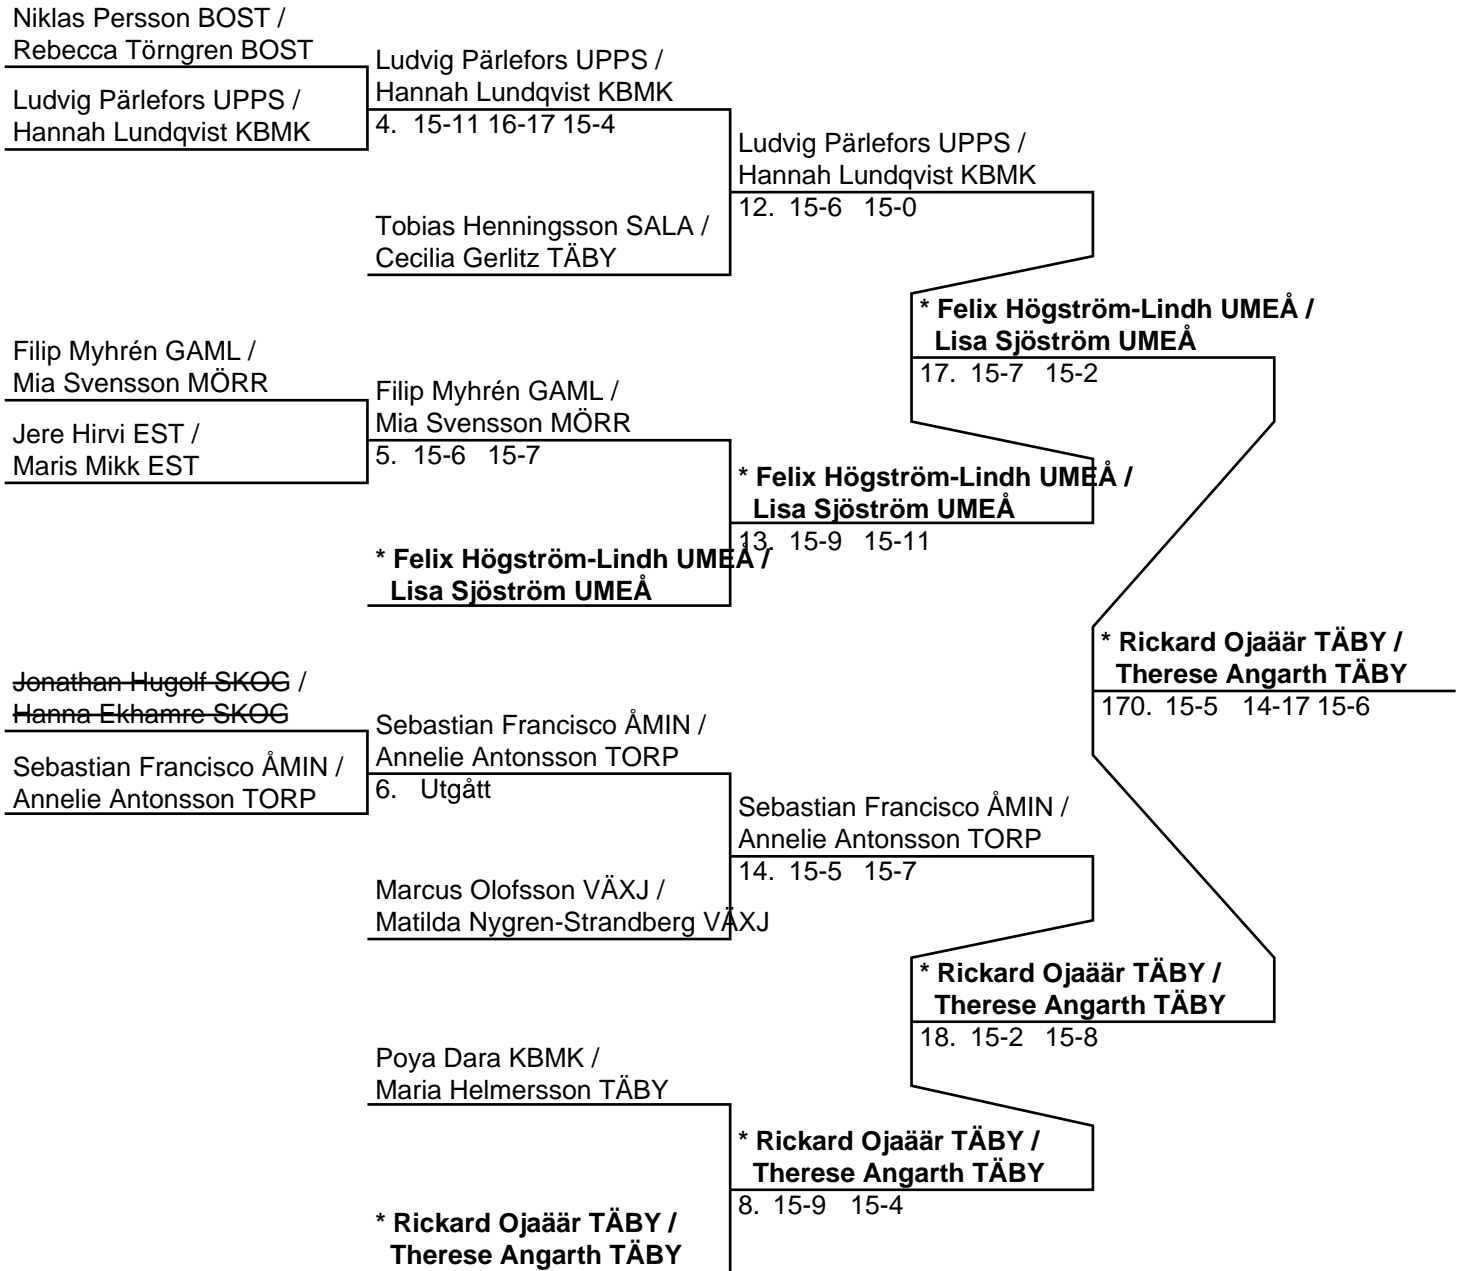 Niklas Persson BOST /
Rebecca Törngren BOST
Ludvig Pärlefors UPPS /
Hannah Lundqvist KBMK
Ludvig Pärlefors UPPS /
Hannah Lundqvist KBMK
4. 15-11 16-17 15-4
Tobias Henningsson SALA /
Cecilia Gerlitz TÄBY
Ludvig Pärlefors UPPS /
Hannah Lundqvist KBMK
12. 15-6 15-0
Filip Myhrén GAML /
Mia Svensson MÖRR
Jere Hirvi EST /
Maris Mikk EST
Filip Myhrén GAML /
Mia Svensson MÖRR
5. 15-6 15-7
* Felix Högström-Lindh UMEÅ /
Lisa Sjöström UMEÅ
* Felix Högström-Lindh UMEÅ /
Lisa Sjöström UMEÅ
13. 15-9 15-11
* Felix Högström-Lindh UMEÅ /
Lisa Sjöström UMEÅ
17. 15-7 15-2
Jonathan Hugolf SKOG /
Hanna Ekhamre SKOG
Sebastian Francisco ÅMIN /
Annelie Antonsson TORP
Sebastian Francisco ÅMIN /
Annelie Antonsson TORP
6. Utgått
Marcus Olofsson VÄXJ /
Matilda Nygren-Strandberg VÄXJ
Sebastian Francisco ÅMIN /
Annelie Antonsson TORP
14. 15-5 15-7
Poya Dara KBMK /
Maria Helmersson TÄBY
* Rickard Ojaäär TÄBY /
Therese Angarth TÄBY
* Rickard Ojaäär TÄBY /
Therese Angarth TÄBY
8. 15-9 15-4
* Rickard Ojaäär TÄBY /
Therese Angarth TÄBY
18. 15-2 15-8
* Rickard Ojaäär TÄBY /
Therese Angarth TÄBY
170. 15-5 14-17 15-6